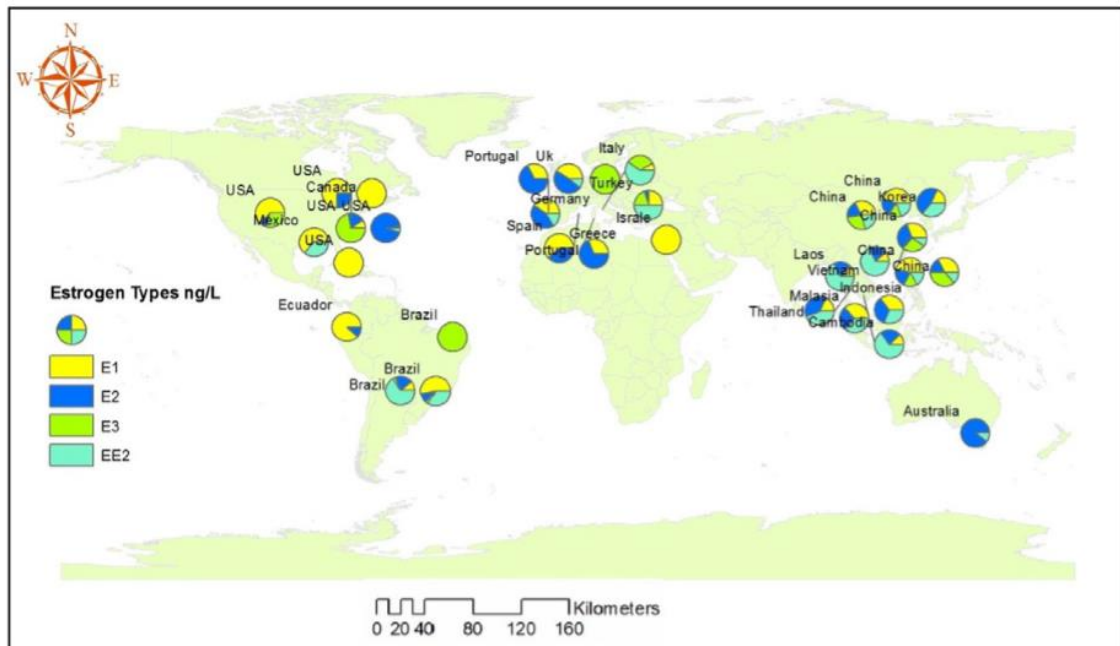 N
W E
S
Portugal Uk Italy
USA
USA Canada
Turkey
China
China Korea
USA USA
Mexico
USA
Germany
Spain
Israle
Greece
Portugal
China
Laos China
Vietnam China
Indonesia
Malasia
Thailand
Cambodia
Estrogen Types ng/L
E1
E2
E3
EE2
Ecuador
Brazil
Brazil
Brazil
Australia
Kilometers
0 20 40 80 120 160